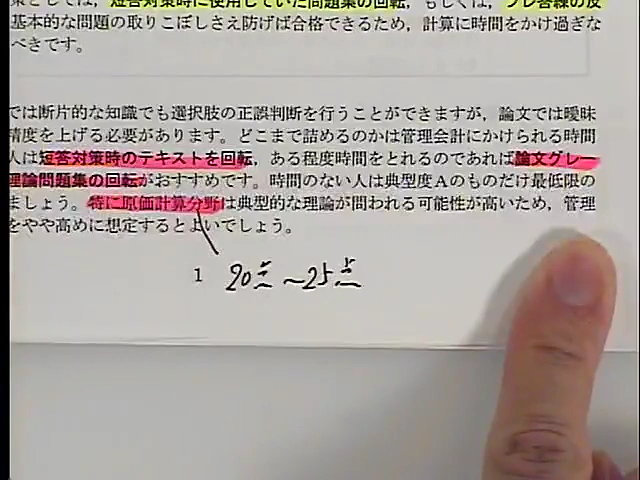 策としては，短答対策時に使用していた問題集の回転，もしくは，プレ答練の反
基本的な問題の取りこぼしさえ防げば合格できるため，計算に時間をかけ過ぎな
べきです。
では断片的な知識でも選択肢の正誤判断を行うことができますが，論文では曖昧
精度を上げる必要があります。どこまで詰めるのかは管理会計にかけられる時間
人は短答対策時のテキストを回転，ある程度時間をとれるのであれば論文グレー
理論問題集の回転がおすすめです。時間のない人は典型度Aのものだけ最低限の
ましょう。特に原価計算分野は典型的な理論が問われる可能性が高いため，管理
をやや高めに想定するとよいでしょう。
1 20点〜25点